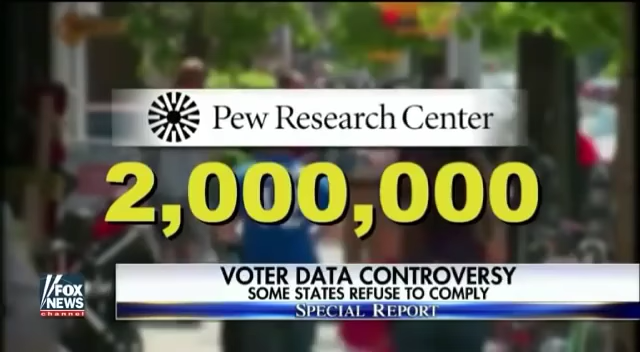 Pew Research Center
2,000,000
VOTER DATA CONTROVERSY
SOME STATES REFUSE TO COMPLY
SPECIAL REPORT
FOX
NEWS
channel